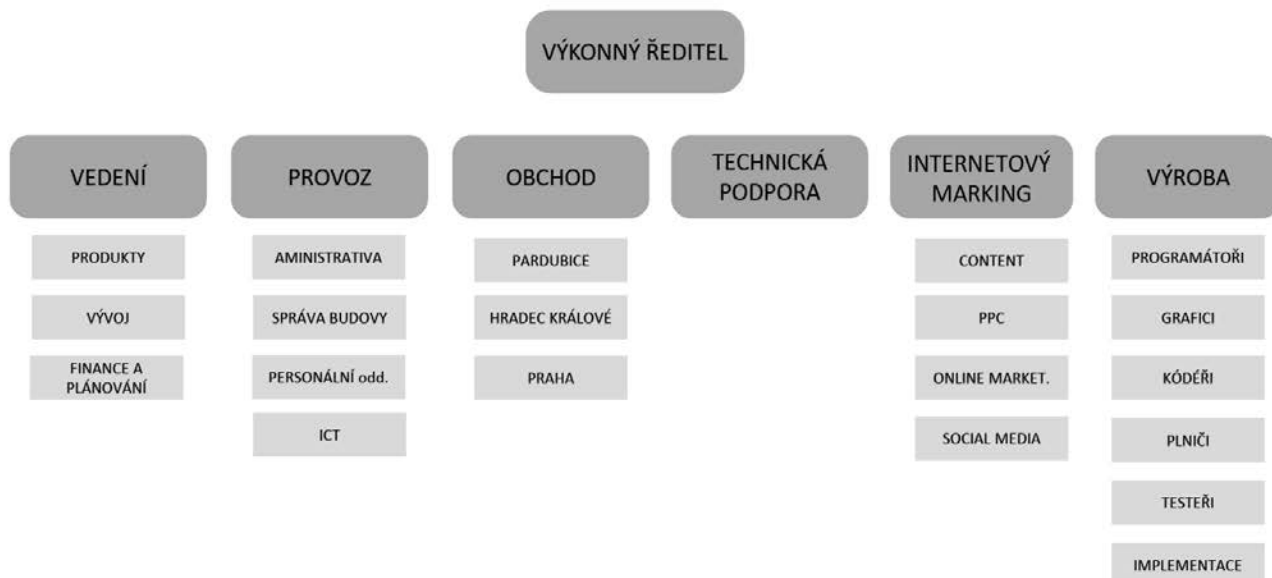 VÝKONNÝ ŘEDITEL
VEDENÍ
PRODUKTY
VÝVOJ
FINANCE A
PLÁNOVÁNÍ
PROVOZ
AMINISTRATIVA
SPRÁVA BUDOVY
PERSONÁLNÍ odd.
ICT
OBCHOD
PARDUBICE
HRADEC KRÁLOVÉ
PRAHA
TECHNICKÁ
PODPORA
INTERNETOVÝ
MARKING
CONTENT
PPC
ONLINE MARKET.
SOCIAL MEDIA
VÝROBA
PROGRAMÁTOŘI
GRAFICI
KÓDÉŘI
PLNIČI
TESTEŘI
IMPLEMENTACE